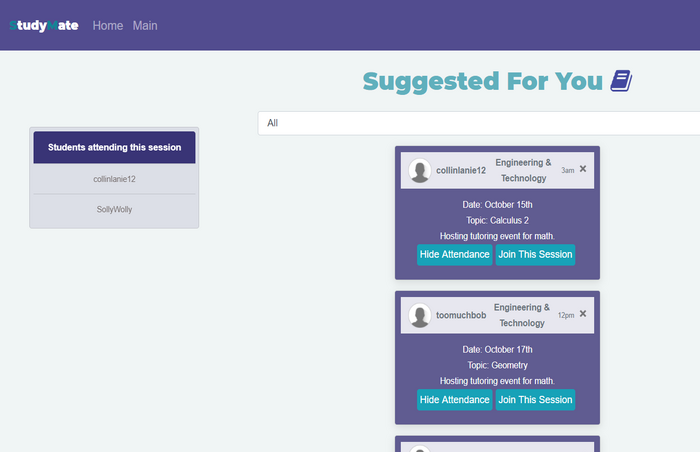 StudyMate Home Main
Suggested For You
All
Students attending this session
collinlanie12
SollyWolly
collinlanie12
Engineering &
Technology
3am ×
Date: October 15th
Topic: Calculus 2
Hosting tutoring event for math.
Hide Attendance Join This Session
toomuchbob
Engineering &
Technology
12pm ×
Date: October 17th
Topic: Geometry
Hosting tutoring event for math.
Hide Attendance Join This Session